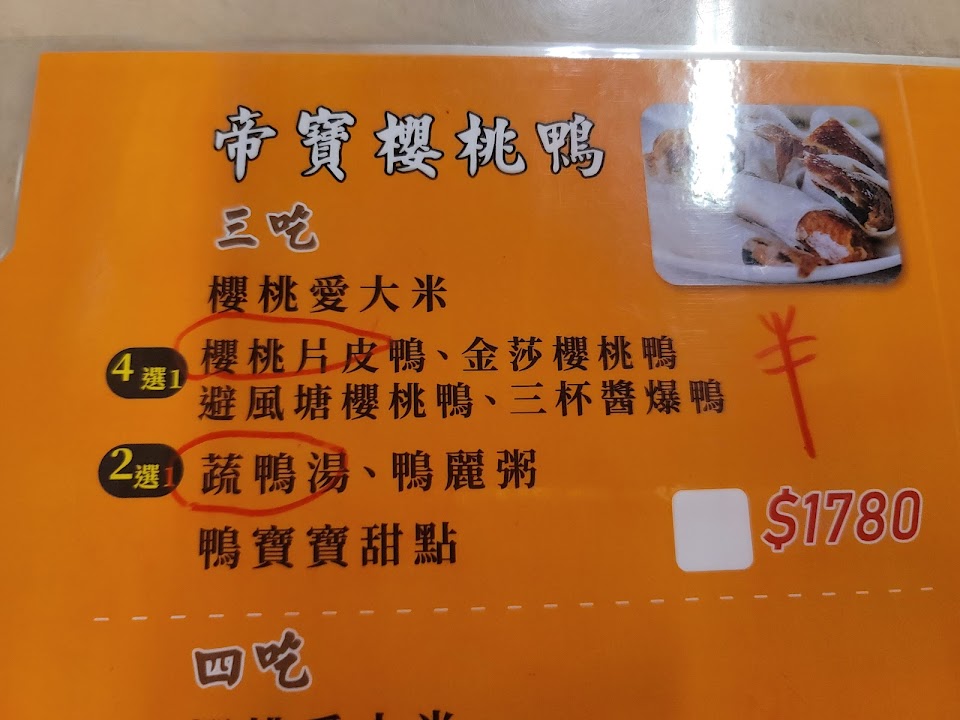 帝寶櫻桃鴨
三吃
櫻桃愛大米
4選1
櫻桃片皮鴨、金莎櫻桃鴨
避風塘櫻桃鴨、三杯醬爆鴨
半
2選1
蔬鴨湯、鴨麗粥
鴨寶寶甜點
$1780
四吃